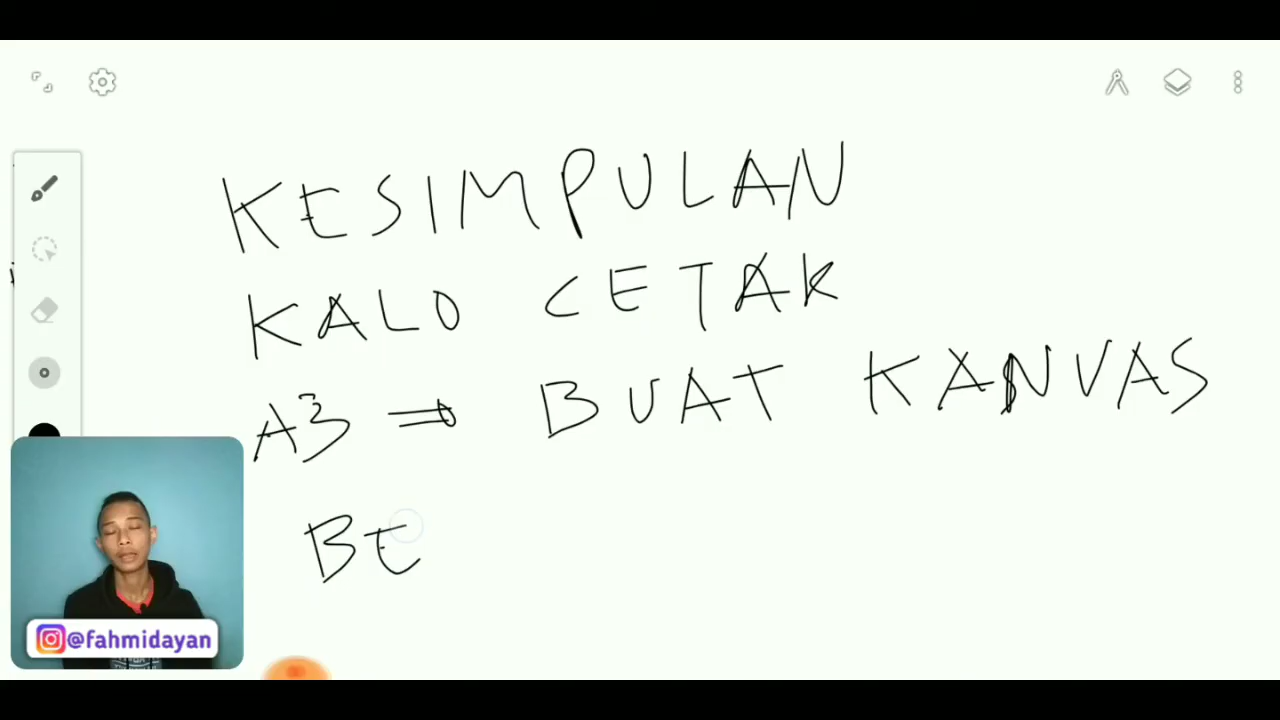 KESIMPULAN
KALO CETAK
A3 ⇒ BUAT KANVAS
BE
@fahmidayan